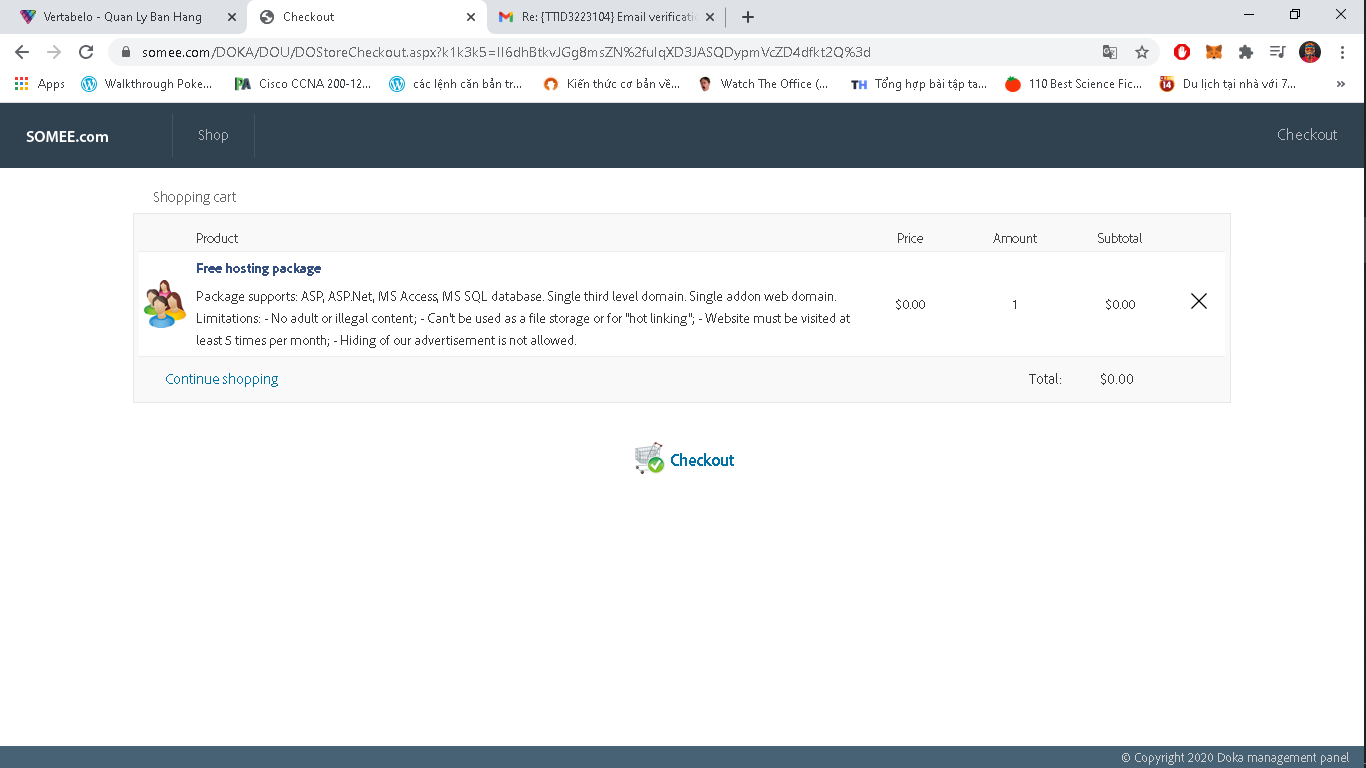 Vertabelo - Quan Ly Ban Hang
Checkout
Re: {TTID3223104} Email verificati
somee.com/DOKA/DOU/DOStoreCheckout.aspx?k1k3k5=II6dhBtkvJGg8msZN%2fulqXD3JASQDypmVcZD4dfkt2Q%3d
Apps
Walkthrough Poke...
Cisco CCNA 200-12...
các lệnh căn bản tr...
Kiến thức cơ bản về...
Watch The Office (...
TH Tổng hợp bài tập ta...
110 Best Science Fic...
14 Du lịch tại nhà với 7...
»
SOMEE.com
Shop
Checkout
Shopping cart
Product Price Amount Subtotal
Free hosting package
Package supports: ASP, ASP.Net, MS Access, MS SQL database. Single third level domain. Single addon web domain.
Limitations: - No adult or illegal content; - Can't be used as a file storage or for "hot linking"; - Website must be visited at
least 5 times per month; - Hiding of our advertisement is not allowed.
$0.00 1 $0.00
Continue shopping Total: $0.00
Checkout
© Copyright 2020 Doka management panel